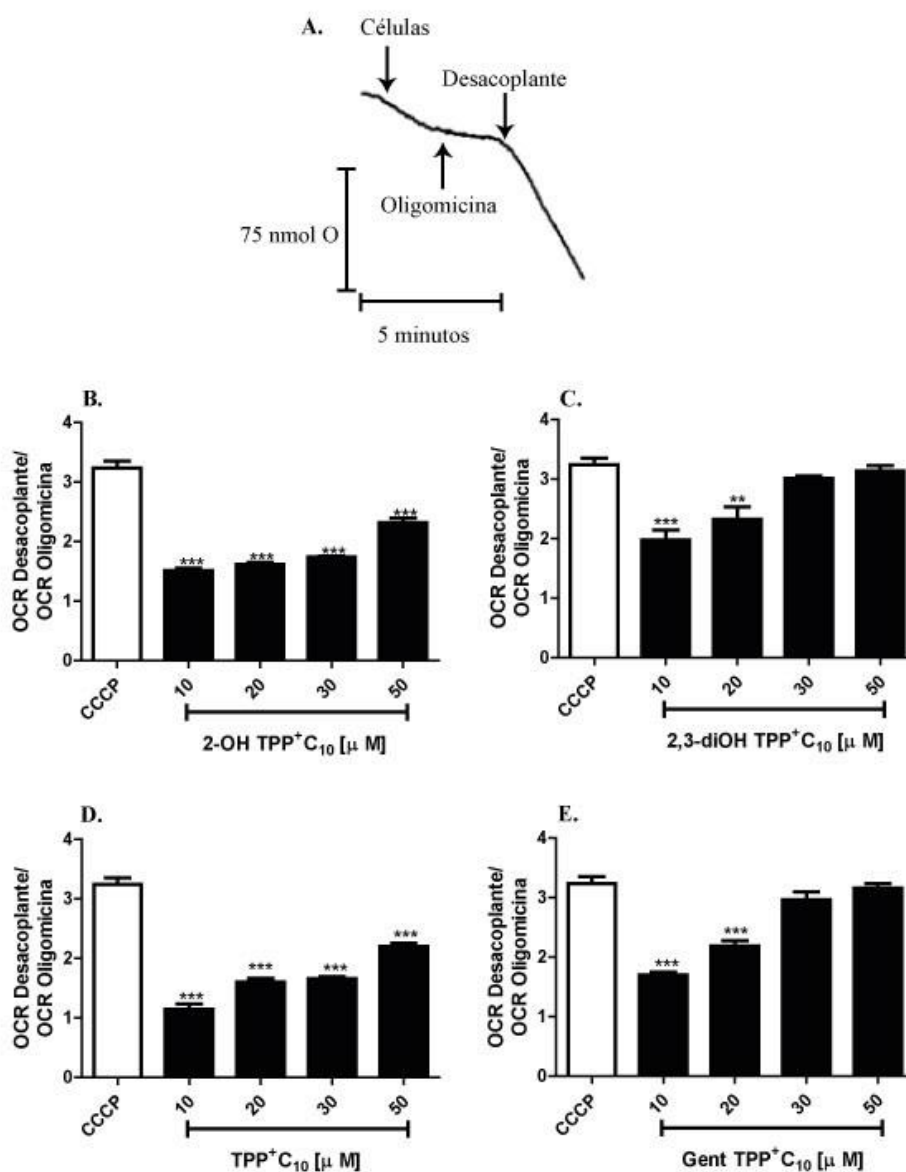 A.
Células
Desacoplante
Oligomicina
75 nmol O
5 minutos
B.
OCR Desacoplante/
OCR Oligomicina
4
3
2
1
0
***
***
***
***
CCCP
10
20
30
50
2-OH TPP⁺C₁₀ [μ M]
C.
OCR Desacoplante/
OCR Oligomicina
4
3
2
1
0
***
**
CCCP
10
20
30
50
2,3-diOH TPP⁺C₁₀ [μ M]
D.
OCR Desacoplante/
OCR Oligomicina
4
3
2
1
0
***
***
***
***
CCCP
10
20
30
50
TPP⁺C₁₀ [μ M]
E.
OCR Desacoplante/
OCR Oligomicina
4
3
2
1
0
***
***
CCCP
10
20
30
50
Gent TPP⁺C₁₀ [μ M]